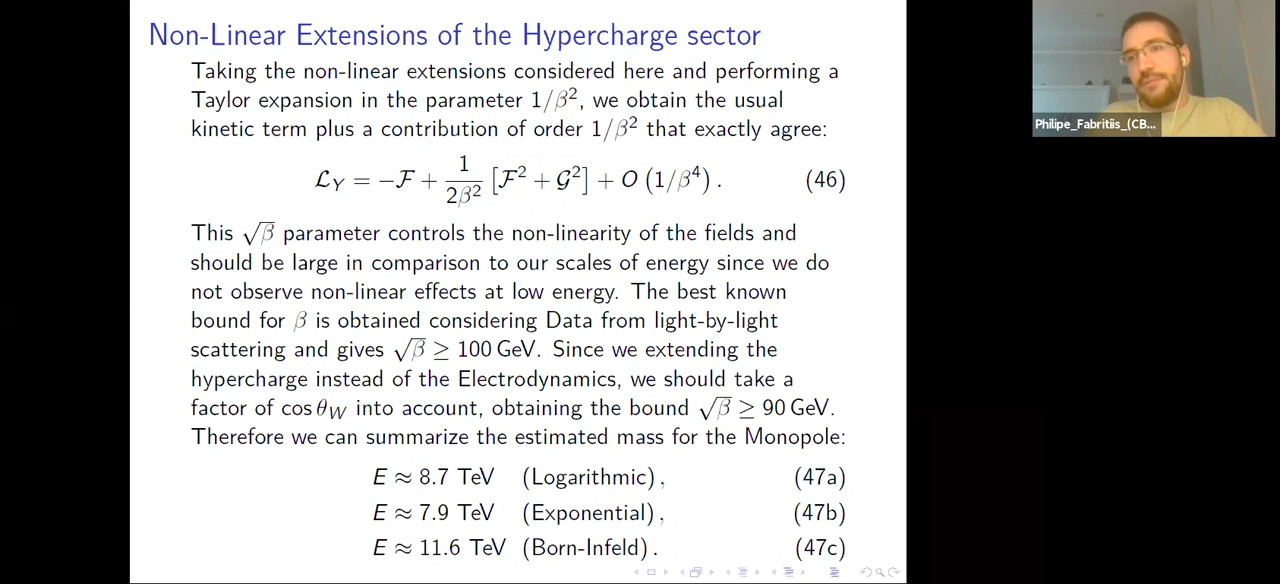 Non-Linear Extensions of the Hypercharge sector
Taking the non-linear extensions considered here and performing a
Taylor expansion in the parameter 1/β², we obtain the usual
kinetic term plus a contribution of order 1/β² that exactly agree:
ℒ_Y = −ℱ + 1/2β² [ℱ² + 𝒢²] + O (1/β⁴) . (46)
This √β parameter controls the non-linearity of the fields and
should be large in comparison to our scales of energy since we do
not observe non-linear effects at low energy. The best known
bound for β is obtained considering Data from light-by-light
scattering and gives √β ≥ 100 GeV. Since we extending the
hypercharge instead of the Electrodynamics, we should take a
factor of cos θ_W into account, obtaining the bound √β ≥ 90 GeV.
Therefore we can summarize the estimated mass for the Monopole:
E ≈ 8.7 TeV (Logarithmic) , (47a)
E ≈ 7.9 TeV (Exponential) , (47b)
E ≈ 11.6 TeV (Born-Infeld) . (47c)
Philipe_Fabritiis_(CB...